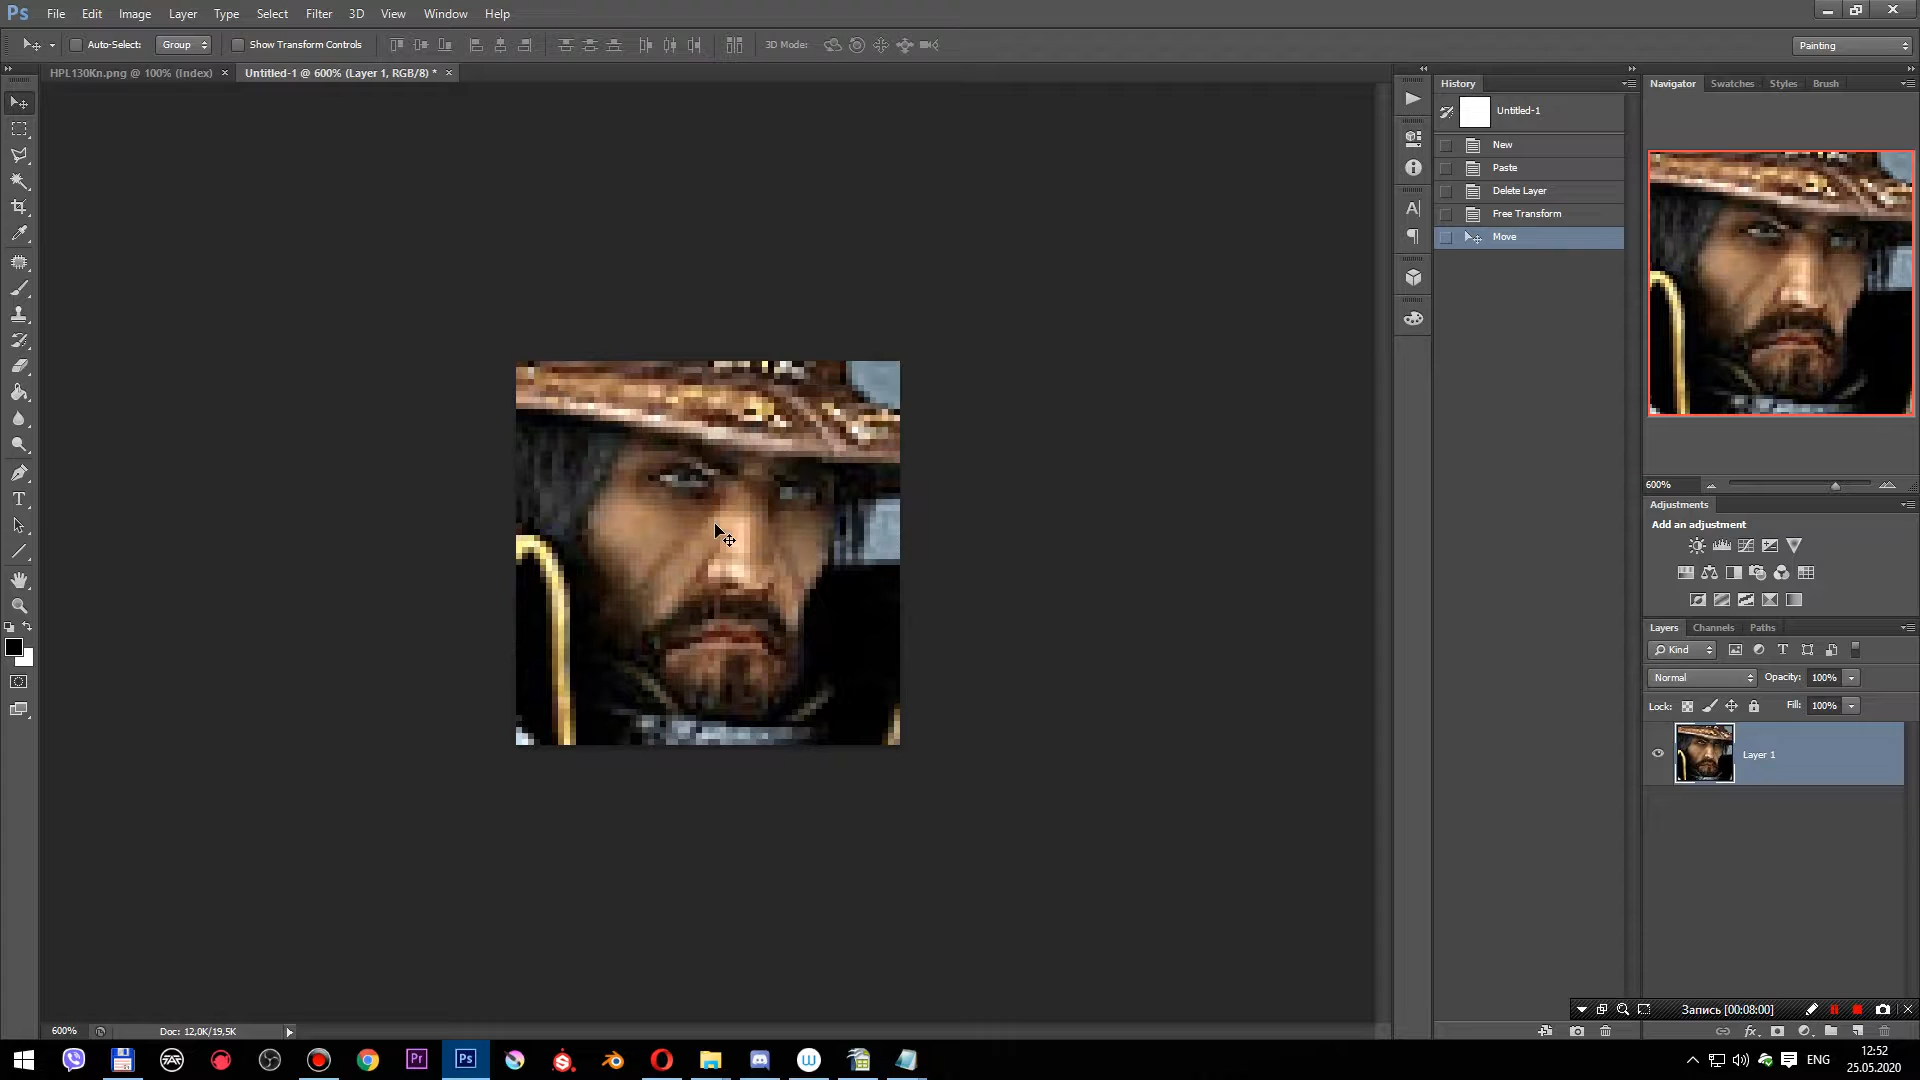 Ps File Edit Image Layer Type Select Filter 3D View Window Help
Auto-Select: Group Show Transform Controls 3D Mode: Painting
HPL130Kn.png @ 100% (Index) × Untitled-1 @ 600% (Layer 1, RGB/8) * ×
History
Untitled-1
New
Paste
Delete Layer
Free Transform
Move
Navigator Swatches Styles Brush
600%
Adjustments
Add an adjustment
Layers Channels Paths
Kind
Normal Opacity: 100%
Lock: Fill: 100%
Layer 1
Запись [00:08:00]
600% Doc: 12,0K/19,5K
Pr Ps ENG 12:52
25.05.2020